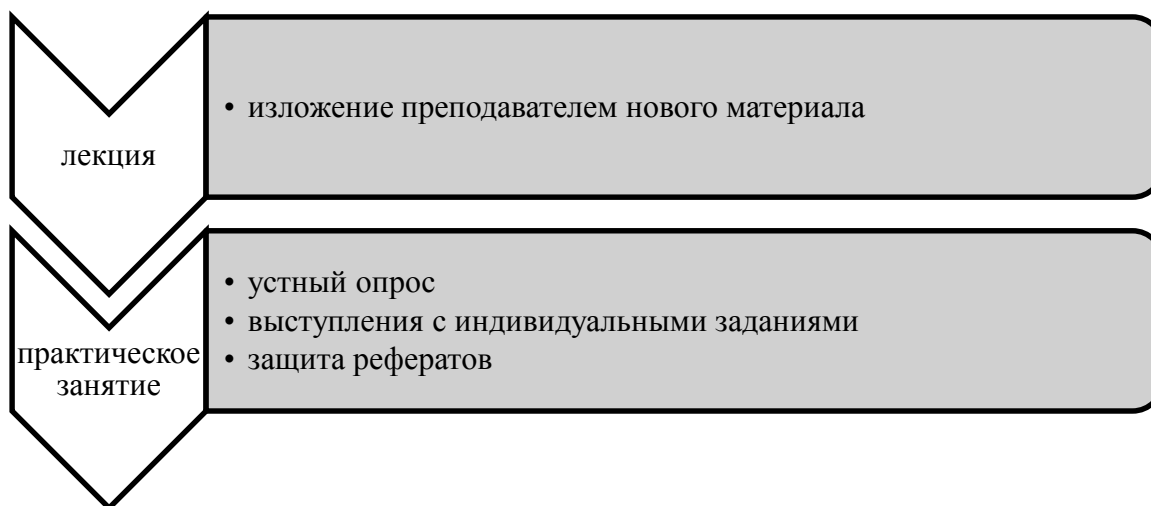 лекция
• изложение преподавателем нового материала
практическое
занятие
• устный опрос
• выступления с индивидуальными заданиями
• защита рефератов